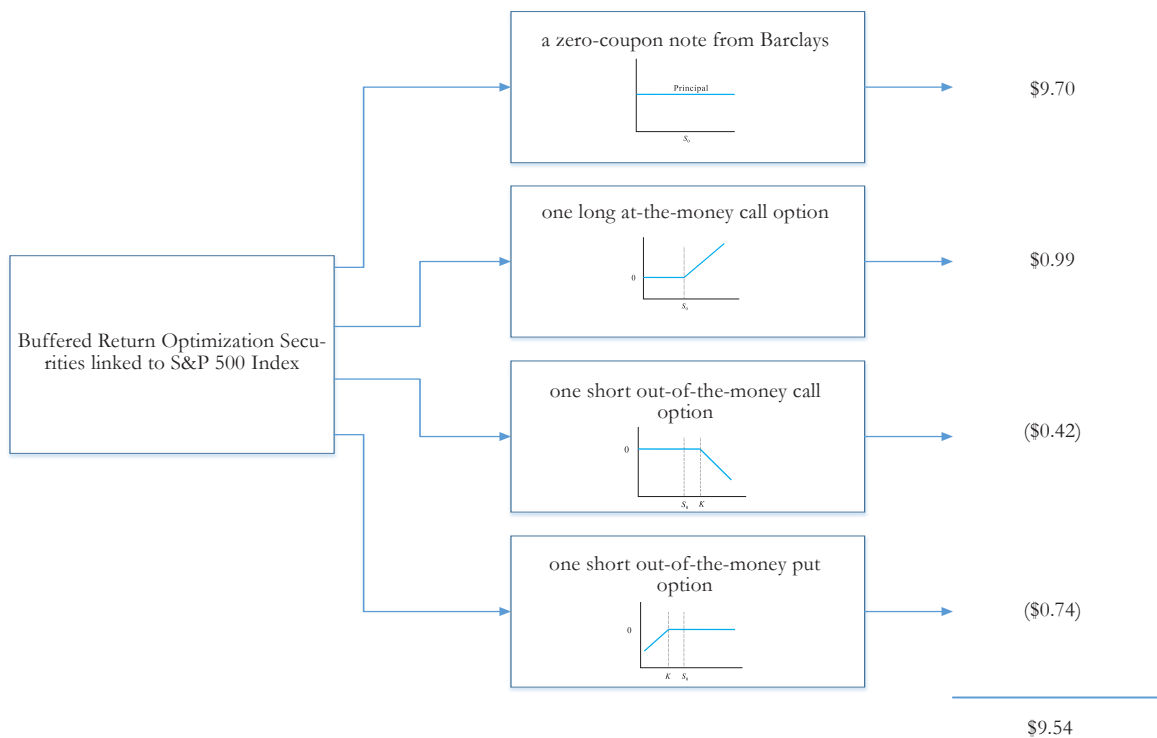 a zero-coupon note from Barclays
Principal
S₀
$9.70
one long at-the-money call option
0
S₀
$0.99
Buffered Return Optimization Secu-
rities linked to S&P 500 Index
one short out-of-the-money call
option
0
S₀ K
($0.42)
one short out-of-the-money put
option
0
K S₀
($0.74)
$9.54